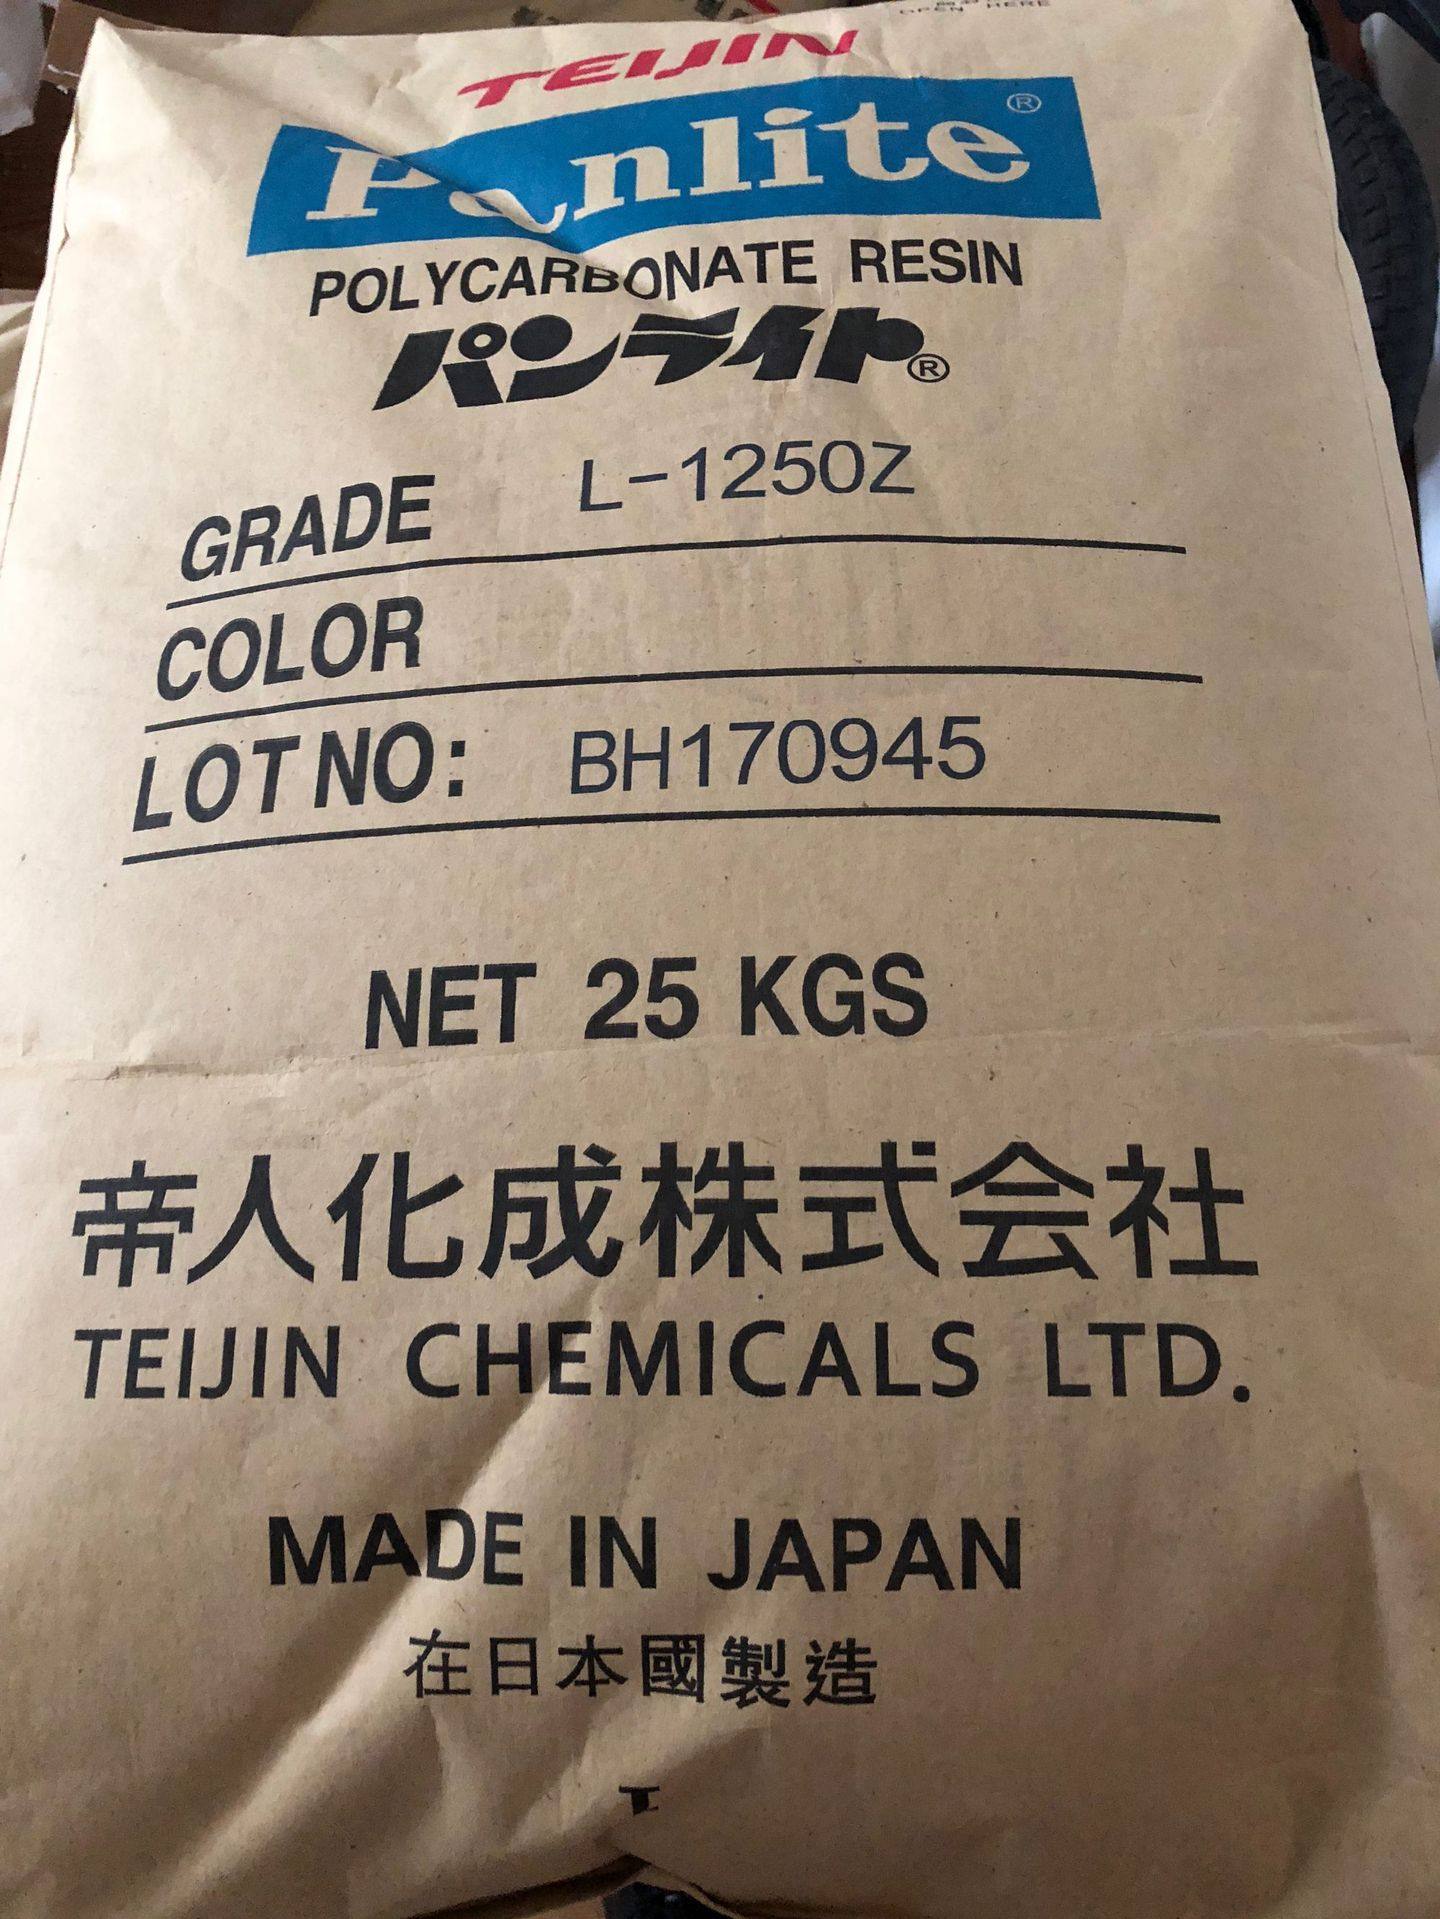 OPEN HERE
TEIJIN
Panlite®
POLYCARBONATE RESIN
パンライト®
GRADE L-1250Z
COLOR
LOT NO: BH170945
NET 25 KGS
帝人化成株式会社
TEIJIN CHEMICALS LTD.
MADE IN JAPAN
在日本國製造